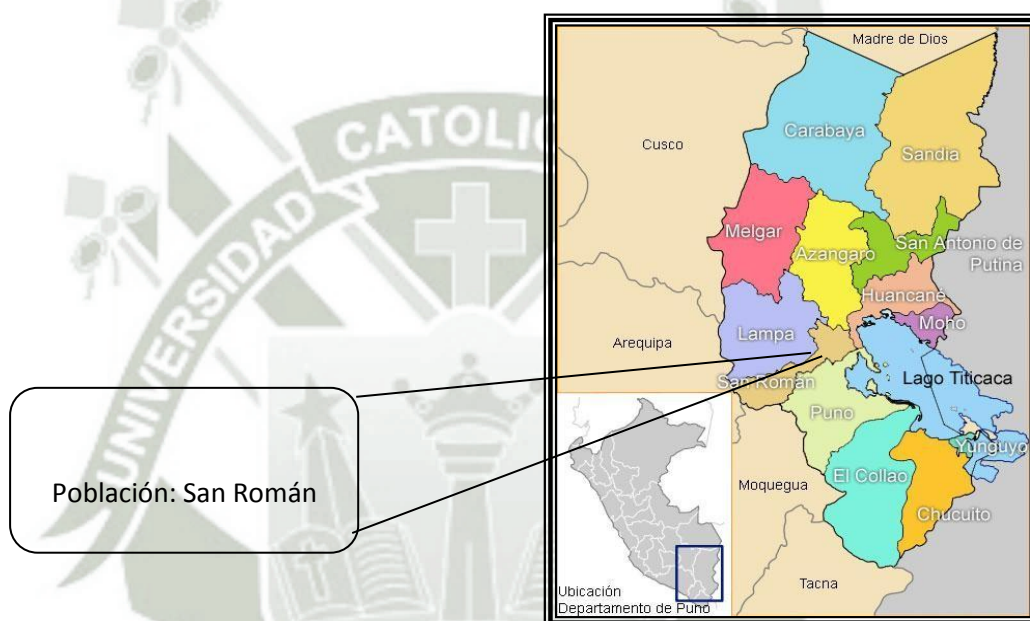 UNIVERSIDAD CATOLIC
Madre de Dios
Cusco
Carabaya
Sandia
Melgar
Azangaro
San Antonio de
Putina
Huancané
Moho
Arequipa
Lampa
San Román
Lago Titicaca
Puno
Yunguyo
El Collao
Moquegua
Chucuito
Tacna
Ubicación
Departamento de Puno
Población: San Román